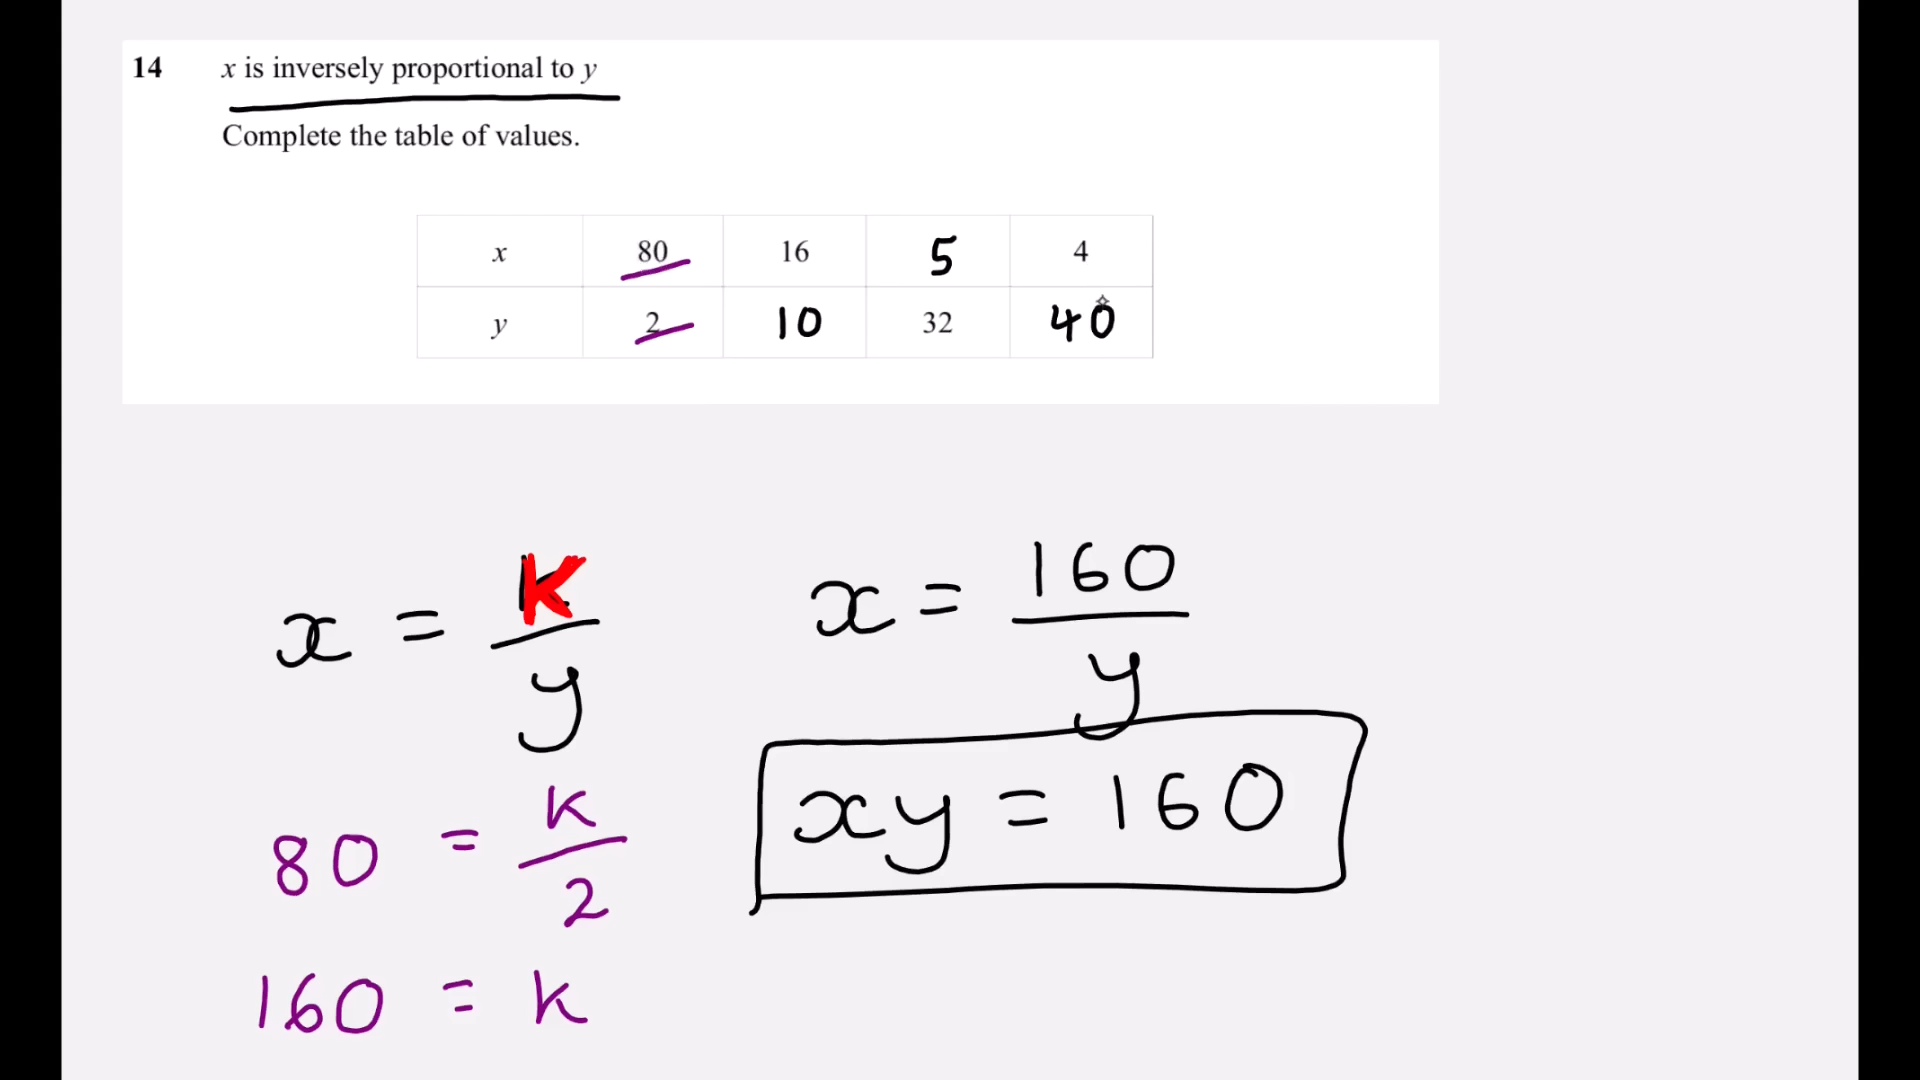 14 x is inversely proportional to y
Complete the table of values.
x 80 16 5 4
y 2 10 32 40
x = K/y
80 = K/2
160 = K
x = 160/y
xy = 160